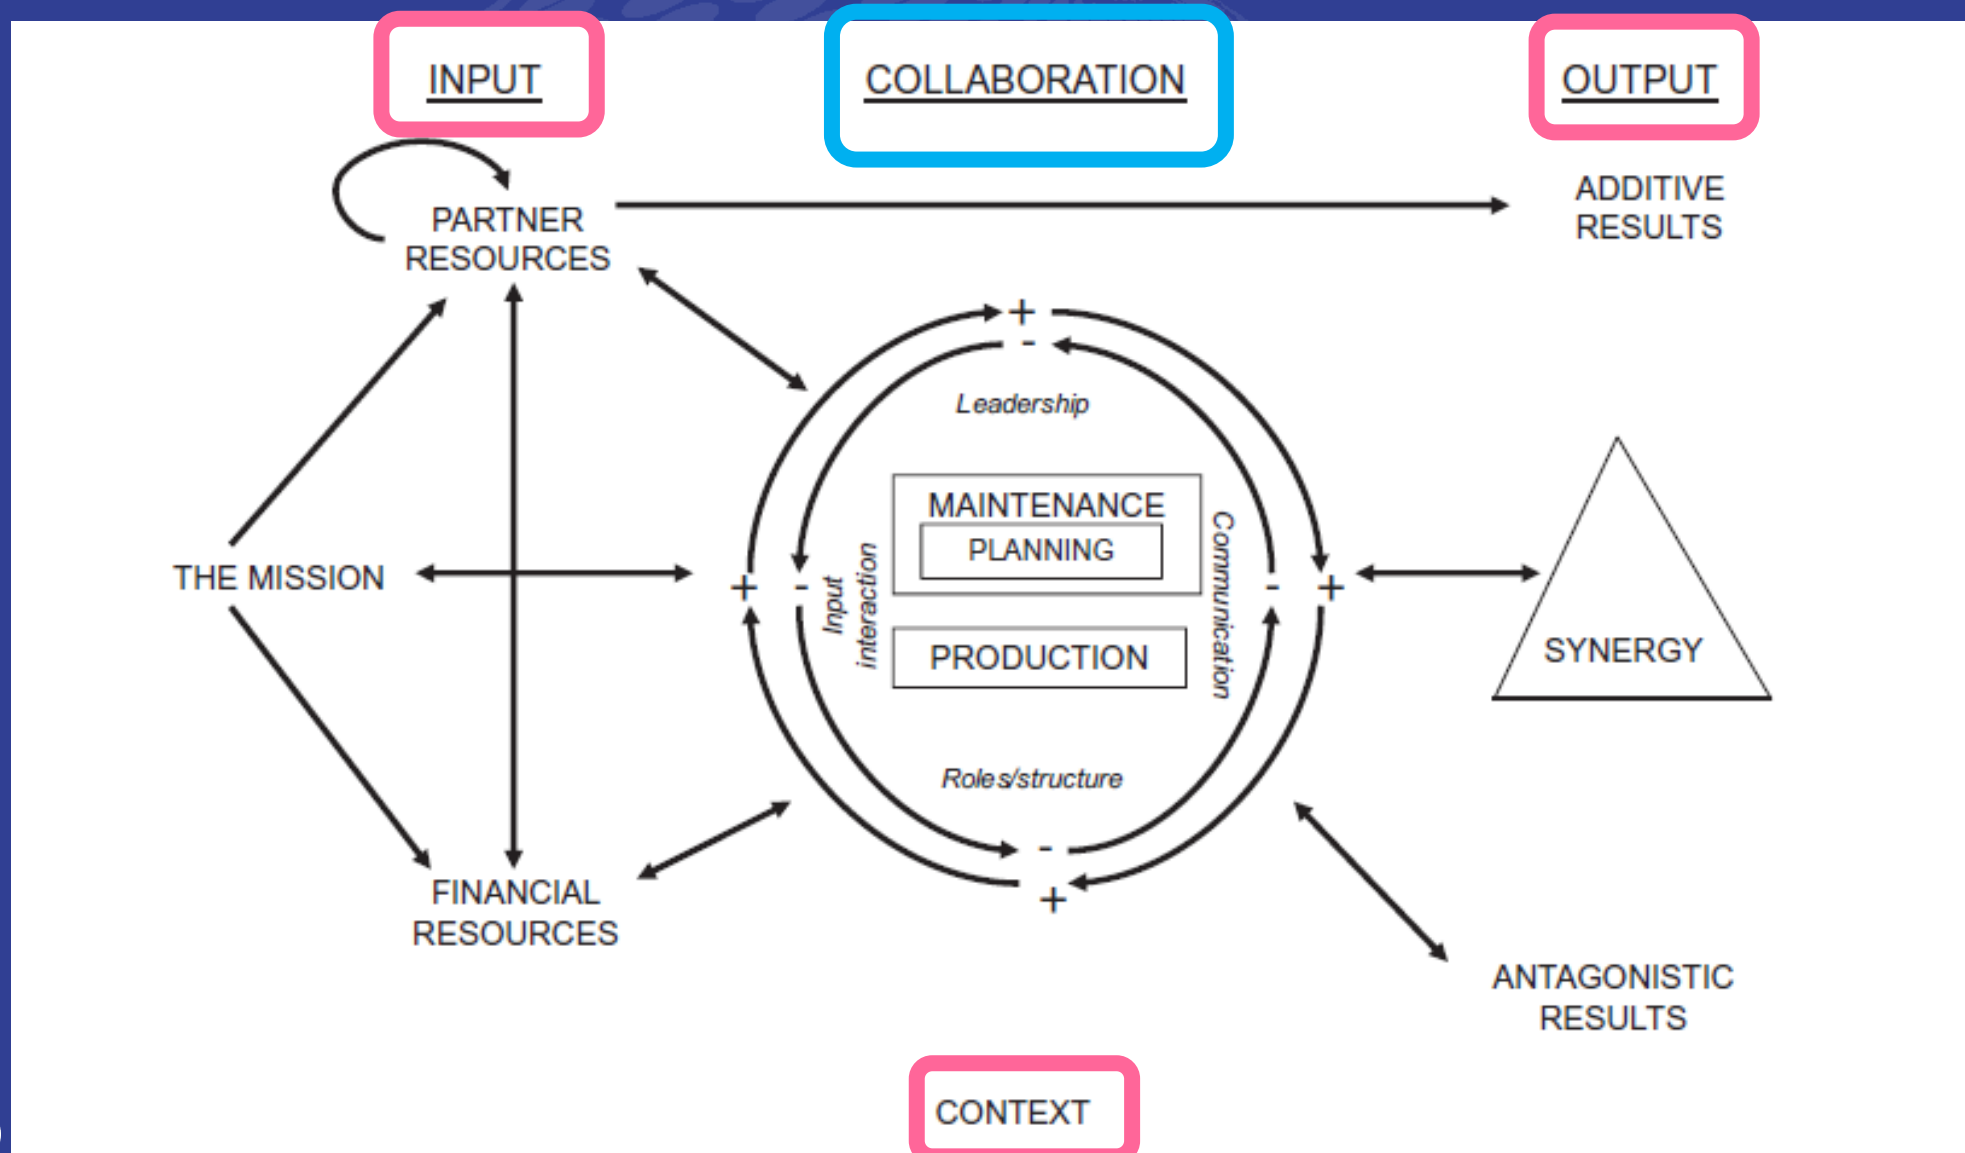 INPUT
COLLABORATION
OUTPUT
PARTNER
RESOURCES
ADDITIVE
RESULTS
+
-
Leadership
MAINTENANCE
PLANNING
PRODUCTION
Input
interaction
Communication
THE MISSION
+
-
-
+
SYNERGY
Roles/structure
-
+
FINANCIAL
RESOURCES
ANTAGONISTIC
RESULTS
CONTEXT